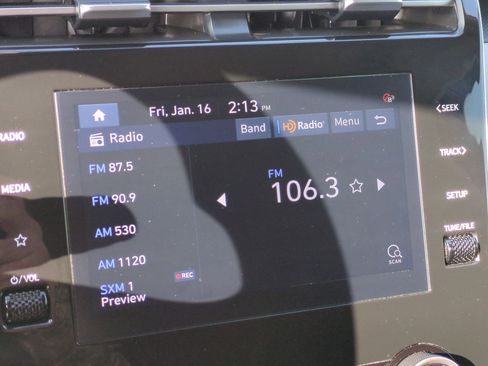 Fri, Jan. 16 2:13 PM
Radio Band HD Radio Menu
FM 87.5
FM 90.9
AM 530
AM 1120
SXM 1
Preview
REC
FM
106.3
SCAN
RADIO
MEDIA
VOL
SEEK
TRACK
SETUP
TUNE/FILE